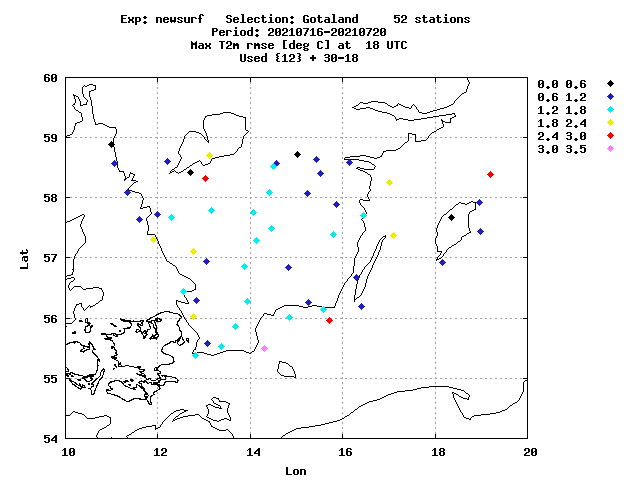 Exp: newsurf   Selection: Gotaland     52 stations
Period: 20210716-20210720
Max T2m rmse [deg C] at  18 UTC
Used {12} + 30-18
60
59
58
57
56
55
54
Lat
10 12 14 16 18 20
Lon
0.0 0.6
0.6 1.2
1.2 1.8
1.8 2.4
2.4 3.0
3.0 3.5